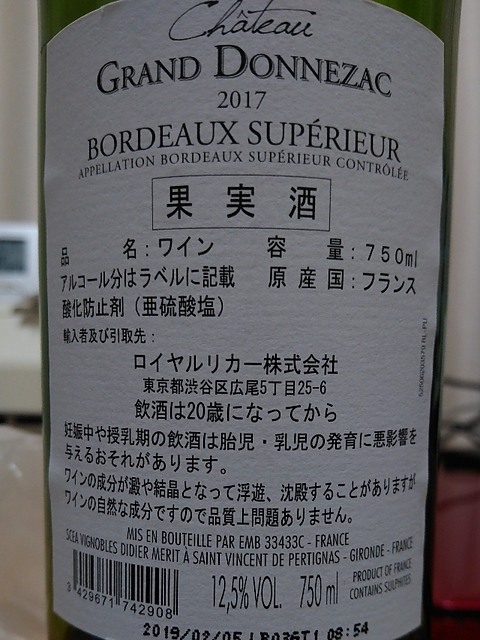 Château
GRAND DONNEZAC
2017
BORDEAUX SUPÉRIEUR
APPELLATION BORDEAUX SUPÉRIEUR CONTRÔLÉE
果実酒
品 名：ワイン 容 量：750ml
アルコール分はラベルに記載 原産国：フランス
酸化防止剤（亜硫酸塩）
輸入者及び引取先：
ロイヤルリカー株式会社
東京都渋谷区広尾5丁目25-6
飲酒は20歳になってから
妊娠中や授乳期の飲酒は胎児・乳児の発育に悪影響を
与えるおそれがあります。
ワインの成分が澱や結晶となって浮遊、沈殿することがありますが
ワインの自然な成分ですので品質上問題ありません。
MIS EN BOUTEILLE PAR EMB 33433C - FRANCE
SCEA VIGNOBLES DIDIER MERIT À SAINT VINCENT DE PERTIGNAS - GIRONDE - FRANCE
3 429671 742908
12,5% VOL. 750 ml
PRODUCT OF FRANCE
CONTAINS SULPHITES
2019/02/05 08:54